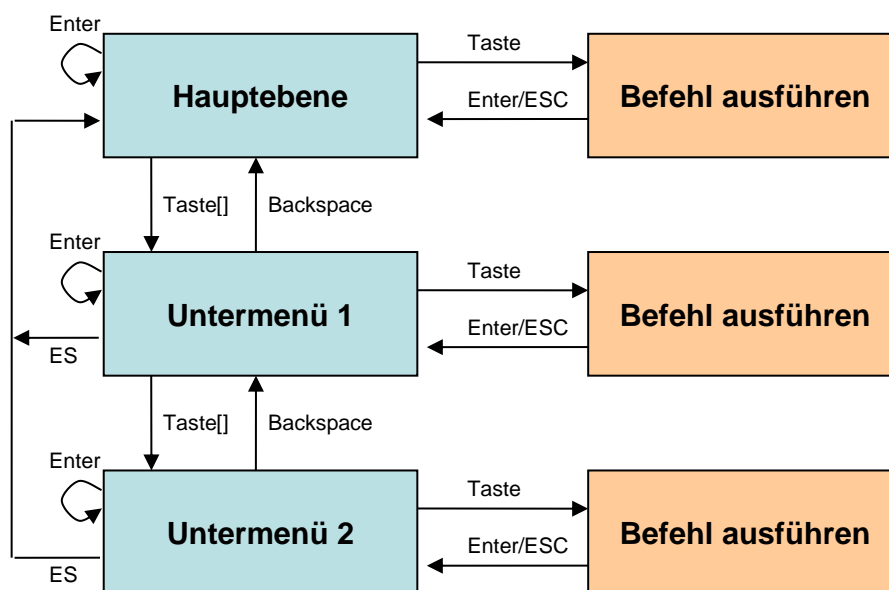 Enter
Taste
Hauptebene
Enter/ESC
Befehl ausführen
Taste[]
Backspace
Enter
Taste
Untermenü 1
Enter/ESC
Befehl ausführen
ES
Taste[]
Backspace
Enter
Taste
Untermenü 2
Enter/ESC
Befehl ausführen
ES